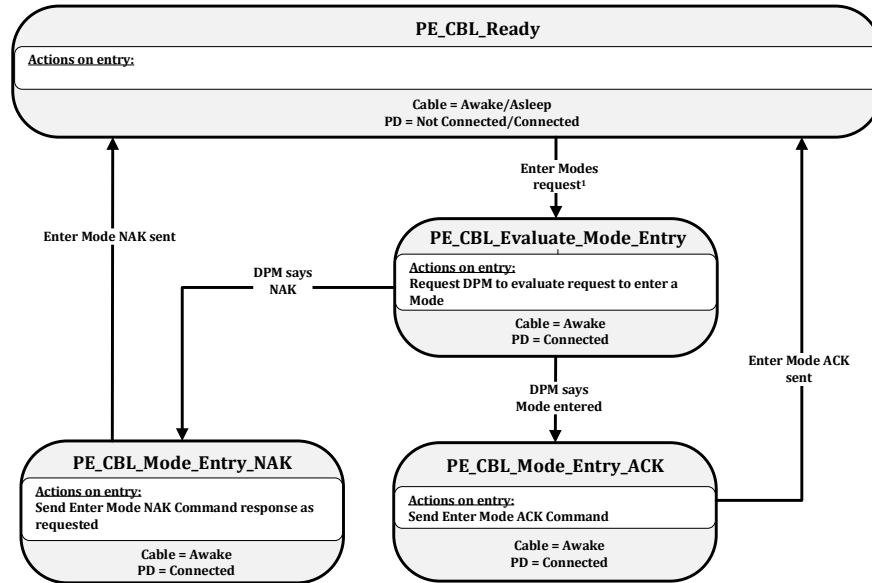 PE_CBL_Ready
Actions on entry:
Cable = Awake/Asleep
PD = Not Connected/Connected
Enter Modes
request¹
Enter Mode NAK sent
PE_CBL_Evaluate_Mode_Entry
Actions on entry:
Request DPM to evaluate request to enter a
Mode
Cable = Awake
PD = Connected
DPM says
NAK
Enter Mode ACK
sent
DPM says
Mode entered
PE_CBL_Mode_Entry_NAK
Actions on entry:
Send Enter Mode NAK Command response as
requested
Cable = Awake
PD = Connected
PE_CBL_Mode_Entry_ACK
Actions on entry:
Send Enter Mode ACK Command
Cable = Awake
PD = Connected